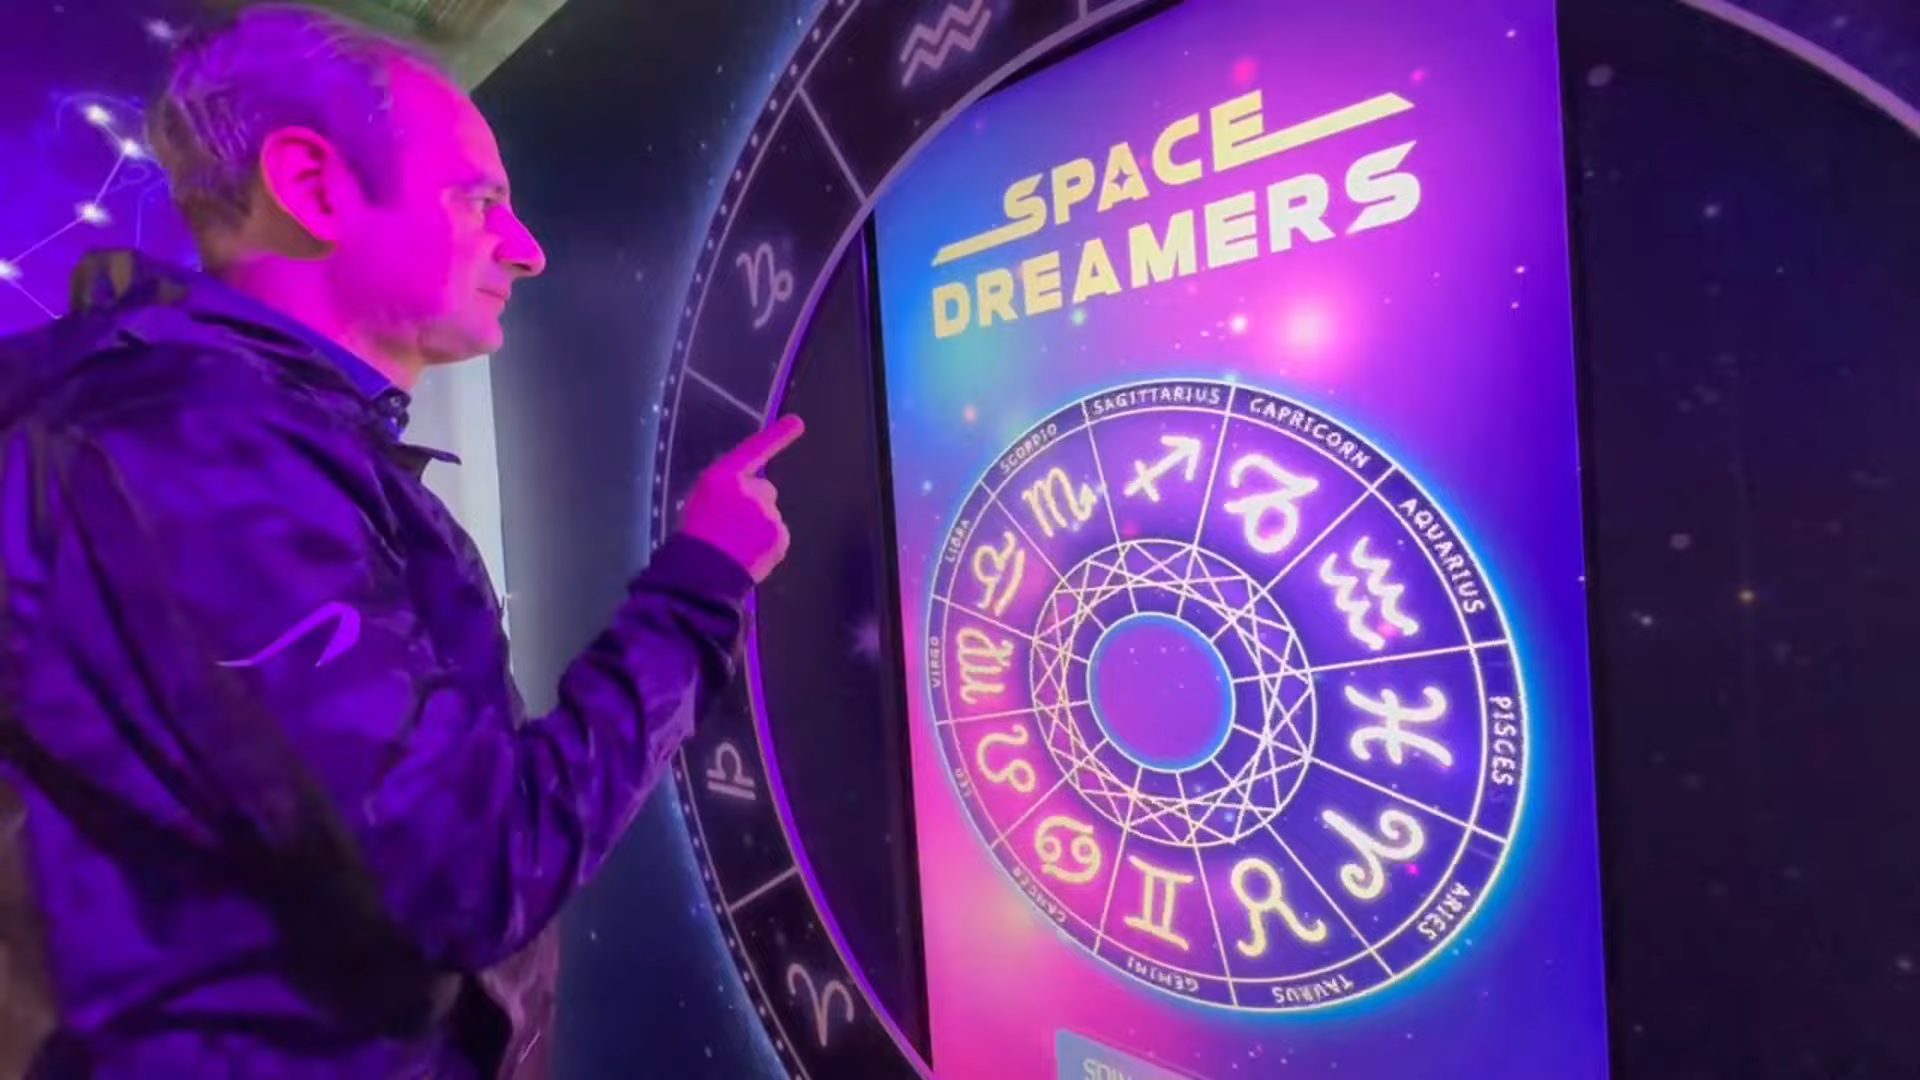 SPACE
DREAMERS
SAGITTARIUS
CAPRICORN
AQUARIUS
PISCES
ARIES
TAURUS
GEMINI
CANCER
LEO
VIRGO
LIBRA
SCORPIO